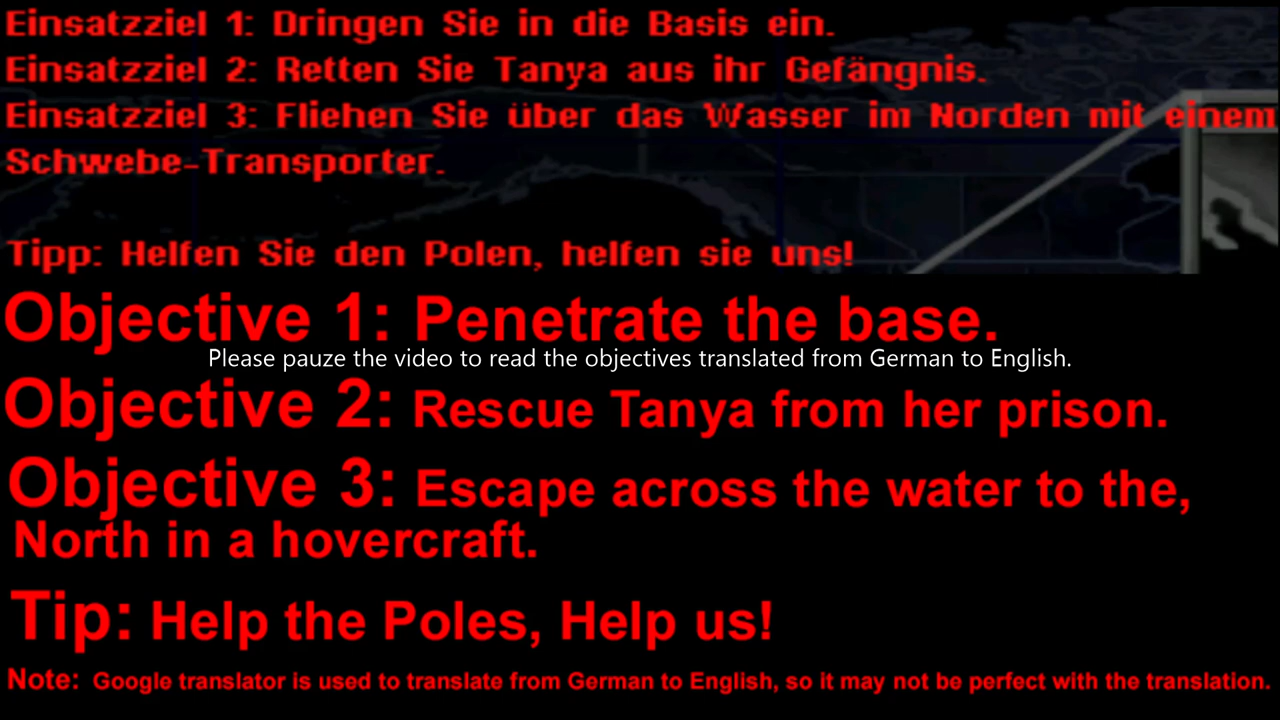 Einsatzziel 1: Dringen Sie in die Basis ein.
Einsatzziel 2: Retten Sie Tanya aus ihr Gefängnis.
Einsatzziel 3: Fliehen Sie über das Wasser im Norden mit einem
Schwebe-Transporter.
Tipp: Helfen Sie den Polen, helfen sie uns!
Objective 1: Penetrate the base.
Please pauze the video to read the objectives translated from German to English.
Objective 2: Rescue Tanya from her prison.
Objective 3: Escape across the water to the,
North in a hovercraft.
Tip: Help the Poles, Help us!
Note: Google translator is used to translate from German to English, so it may not be perfect with the translation.